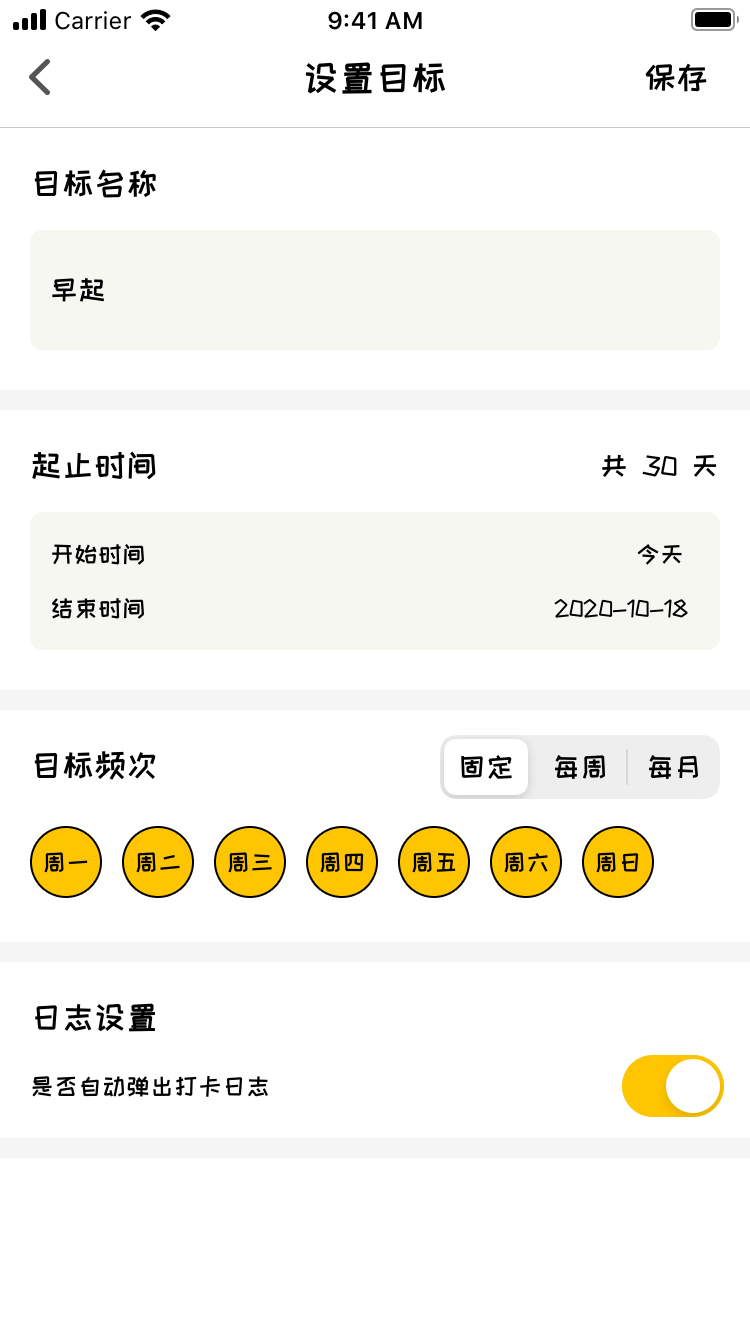 Carrier 9:41 AM
设置目标 保存
目标名称
早起
起止时间 共 30 天
开始时间 今天
结束时间 2020-10-18
目标频次 固定 每周 每月
周一 周二 周三 周四 周五 周六 周日
日志设置
是否自动弹出打卡日志